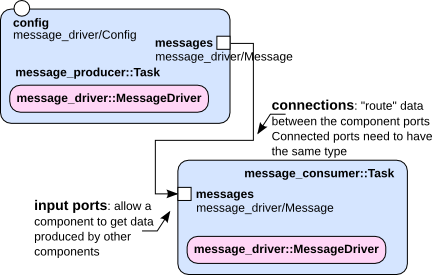 config
message_driver/Config
messages
message_driver/Message
message_producer::Task
message_driver::MessageDriver
connections: "route" data
between the component ports
Connected ports need to have
the same type
message_consumer::Task
messages
message_driver/Message
input ports: allow a
component to get data
produced by other
components
message_driver::MessageDriver